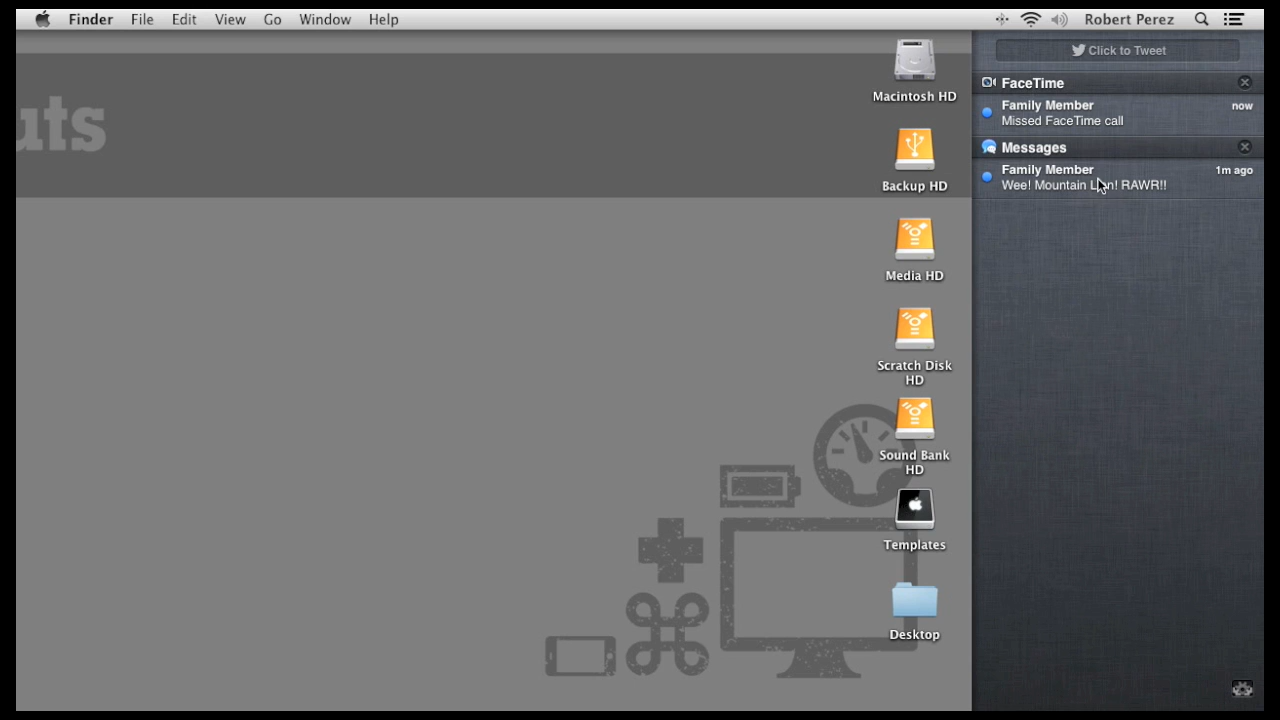 Finder File Edit View Go Window Help Robert Perez
Click to Tweet
FaceTime
Family Member now
Missed FaceTime call
Messages
Family Member 1m ago
Wee! Mountain Lion! RAWR!!
uts
Macintosh HD
Backup HD
Media HD
Scratch Disk
HD
Sound Bank
HD
Templates
Desktop